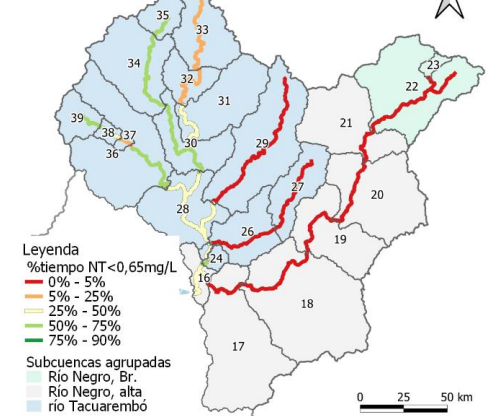 35
33
34
32
31
23
22
39
38
37
36
30
29
21
27
20
28
26
19
24
16
18
17
Leyenda
%tiempo NT<0,65mg/L
0% - 5%
5% - 25%
25% - 50%
50% - 75%
75% - 90%
Subcuencas agrupadas
Río Negro, Br.
Río Negro, alta
río Tacuarembó
0 25 50 km